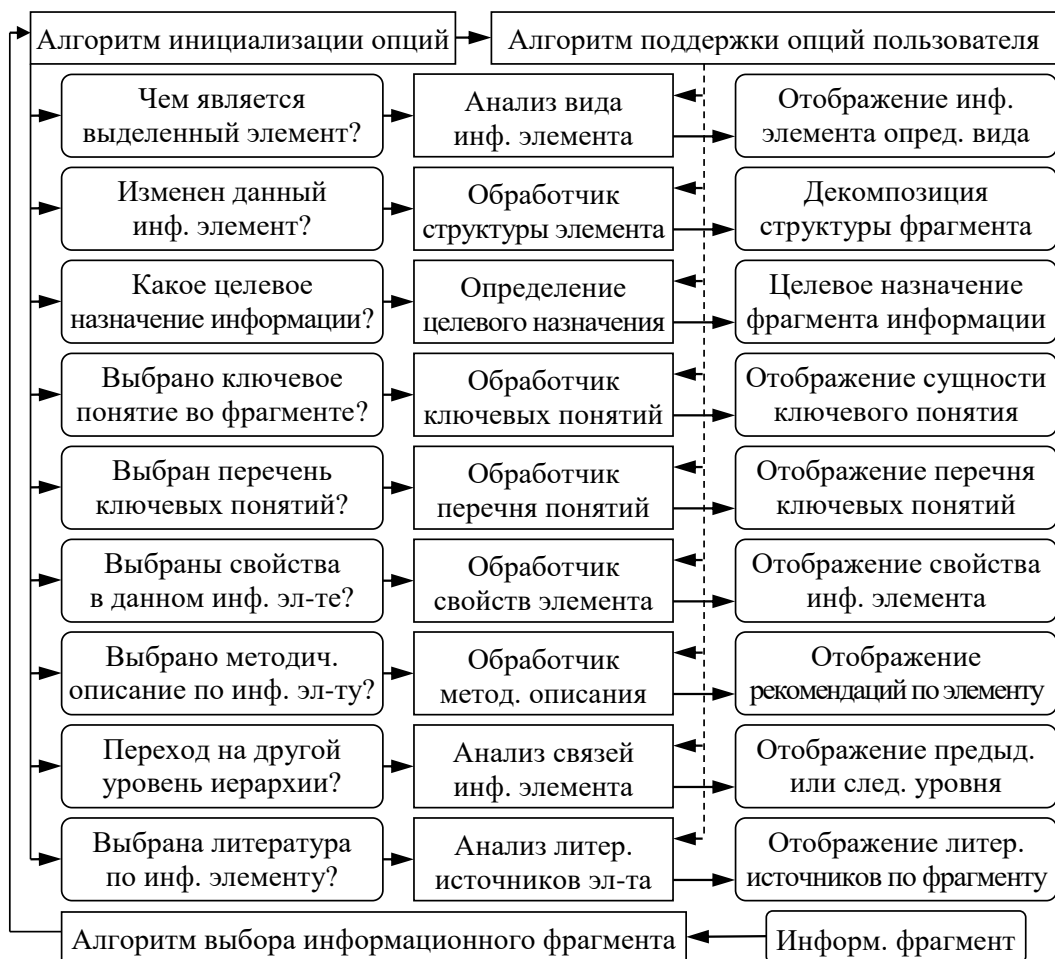 Алгоритм инициализации опций
Алгоритм поддержки опций пользователя
Чем является
выделенный элемент?
Анализ вида
инф. элемента
Отображение инф.
элемента опред. вида
Изменен данный
инф. элемент?
Обработчик
структуры элемента
Декомпозиция
структуры фрагмента
Какое целевое
назначение информации?
Определение
целевого назначения
Целевое назначение
фрагмента информации
Выбрано ключевое
понятие во фрагменте?
Обработчик
ключевых понятий
Отображение сущности
ключевого понятия
Выбран перечень
ключевых понятий?
Обработчик
перечня понятий
Отображение перечня
ключевых понятий
Выбраны свойства
в данном инф. эл-те?
Обработчик
свойств элемента
Отображение свойства
инф. элемента
Выбрано методич.
описание по инф. эл-ту?
Обработчик
метод. описания
Отображение
рекомендаций по элементу
Переход на другой
уровень иерархии?
Анализ связей
инф. элемента
Отображение предыд.
или след. уровня
Выбрана литература
по инф. элементу?
Анализ литер.
источников эл-та
Отображение литер.
источников по фрагменту
Алгоритм выбора информационного фрагмента
Информ. фрагмент